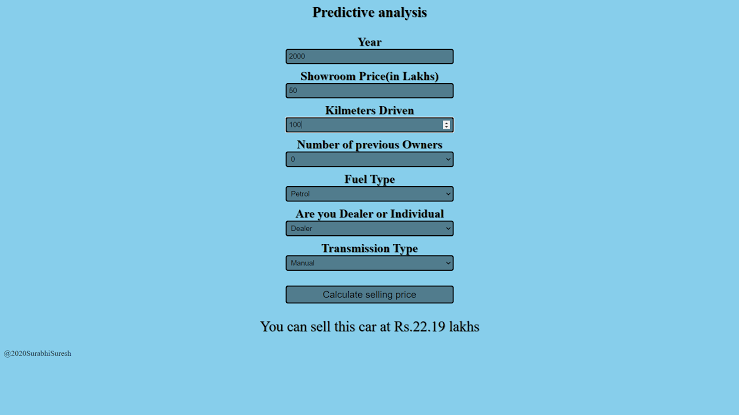 Predictive analysis
Year
2000
Showroom Price(in Lakhs)
50
Kilmeters Driven
100
Number of previous Owners
0
Fuel Type
Petrol
Are you Dealer or Individual
Dealer
Transmission Type
Manual
Calculate selling price
You can sell this car at Rs.22.19 lakhs
@2020SurabhiSuresh